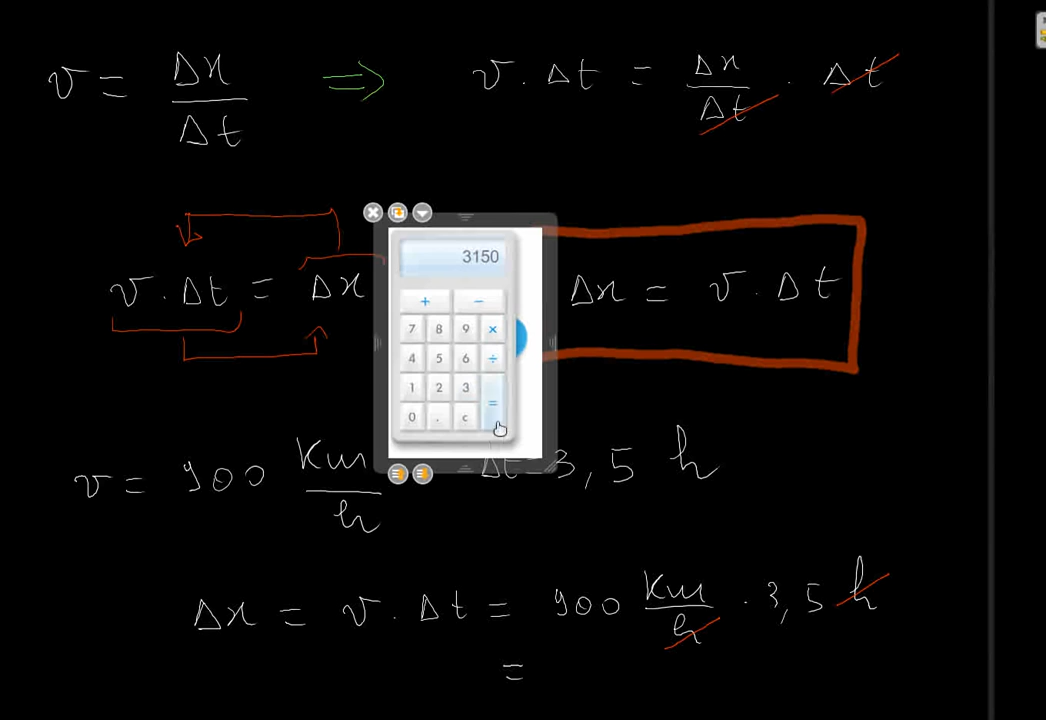 v = Δx/Δt ⇒ v · Δt = Δx/Δt · Δt
v · Δt = Δx
Δx = v · Δt
3150
+ −
7 8 9 ×
4 5 6 ÷
1 2 3 =
0 . c
v = 900 Km/h Δt = 3,5 h
Δx = v · Δt = 900 Km/h · 3,5 h
=